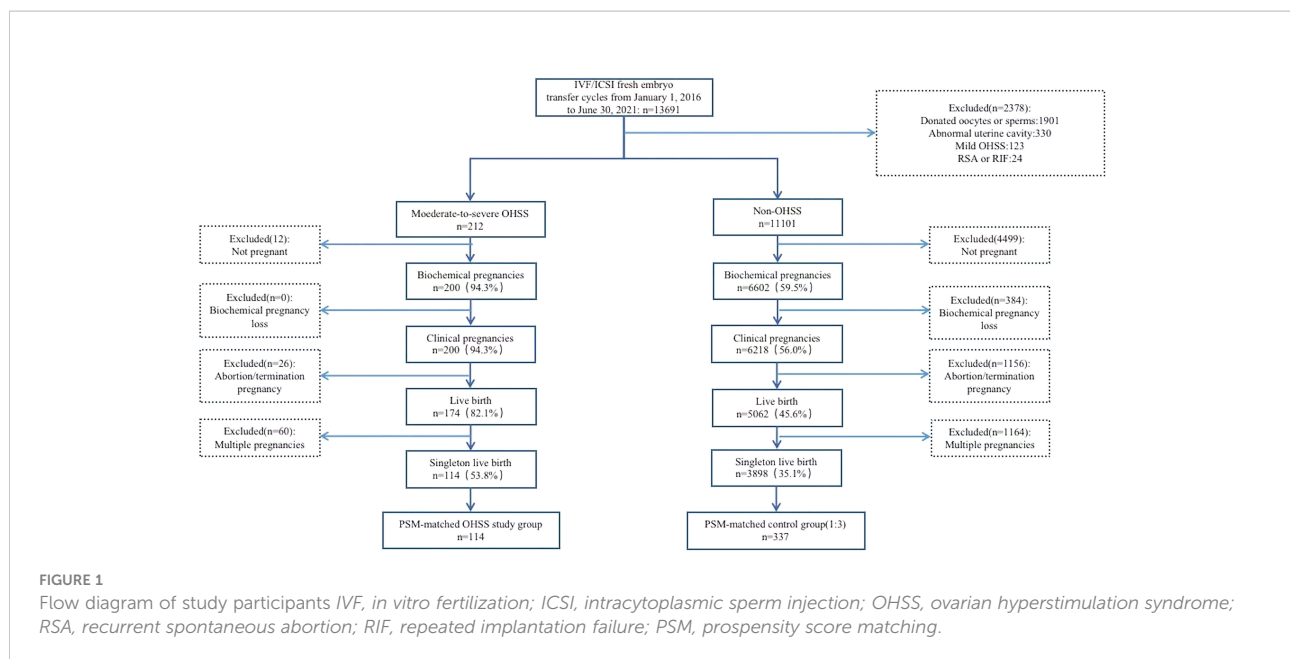 IVF/ICSI fresh embryo
transfer cycles from January 1, 2016
to June 30, 2021: n=13691
Excluded(n=2378):
Donated oocytes or sperms:1901
Abnormal uterine cavity:330
Mild OHSS:123
RSA or RIF:24
Moederate-to-severe OHSS
n=212
Non-OHSS
n=11101
Excluded(12):
Not pregnant
Excluded(4499):
Not pregnant
Biochemical pregnancies
n=200 (94.3%)
Biochemical pregnancies
n=6602 (59.5%)
Excluded(n=0):
Biochemical pregnancy
loss
Excluded(n=384):
Biochemical pregnancy
loss
Clinical pregnancies
n=200 (94.3%)
Clinical pregnancies
n=6218 (56.0%)
Excluded(n=26):
Abortion/termination
pregnancy
Excluded(n=1156):
Abortion/termination
pregnancy
Live birth
n=174 (82.1%)
Live birth
n=5062 (45.6%)
Excluded(n=60):
Multiple pregnancies
Excluded(n=1164):
Multiple pregnancies
Singleton live birth
n=114 (53.8%)
Singleton live birth
n=3898 (35.1%)
PSM-matched OHSS study group
n=114
PSM-matched control group(1:3)
n=337
FIGURE 1
Flow diagram of study participants IVF, in vitro fertilization; ICSI, intracytoplasmic sperm injection; OHSS, ovarian hyperstimulation syndrome;
RSA, recurrent spontaneous abortion; RIF, repeated implantation failure; PSM, prospensity score matching.